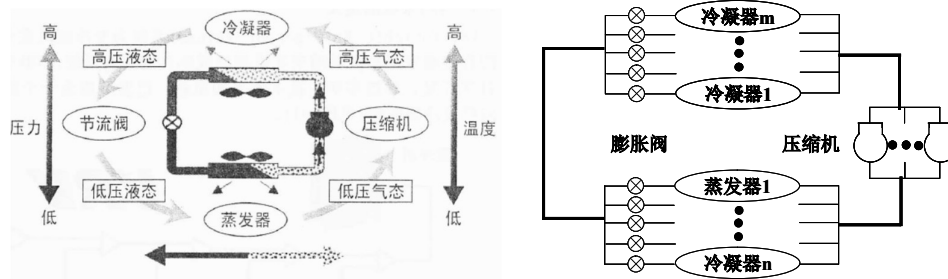 冷凝器
高
高压液态
高压气态
高
压力
节流阀
压缩机
温度
低压液态
低压气态
低
蒸发器
低
冷凝器m
冷凝器1
膨胀阀
压缩机
蒸发器1
冷凝器n